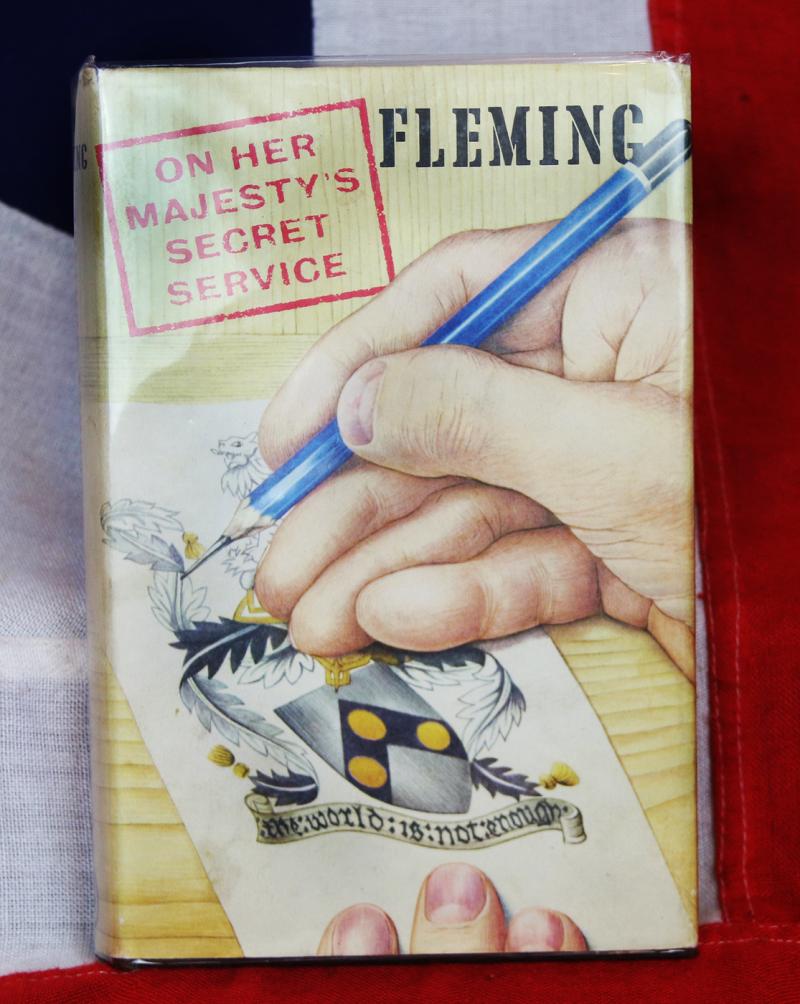 ON HER
MAJESTY'S
SECRET
SERVICE
FLEMING
the:world:is:not:enough